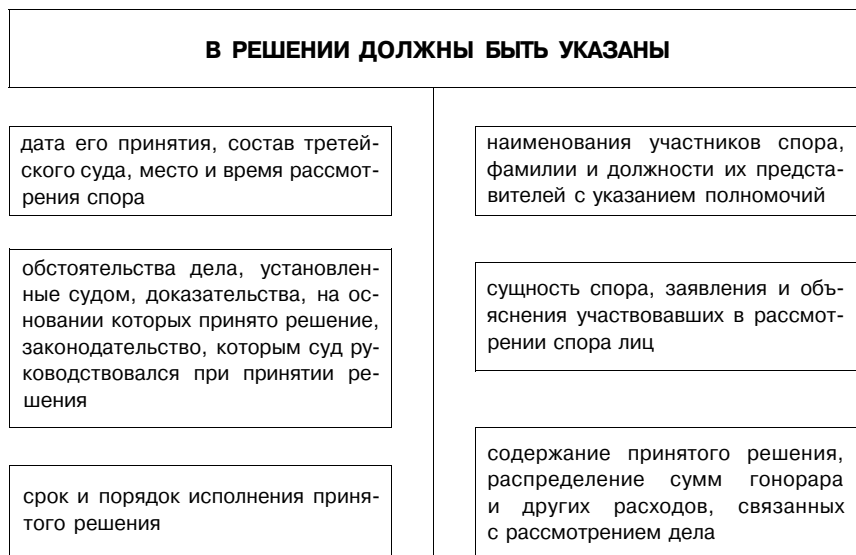 В РЕШЕНИИ ДОЛЖНЫ БЫТЬ УКАЗАНЫ
дата его принятия, состав третей-
ского суда, место и время рассмот-
рения спора
наименования участников спора,
фамилии и должности их предста-
вителей с указанием полномочий
обстоятельства дела, установлен-
ные судом, доказательства, на ос-
новании которых принято решение,
законодательство, которым суд ру-
ководствовался при принятии ре-
шения
сущность спора, заявления и объ-
яснения участвовавших в рассмот-
рении спора лиц
срок и порядок исполнения приня-
того решения
содержание принятого решения,
распределение сумм гонорара
и других расходов, связанных
с рассмотрением дела